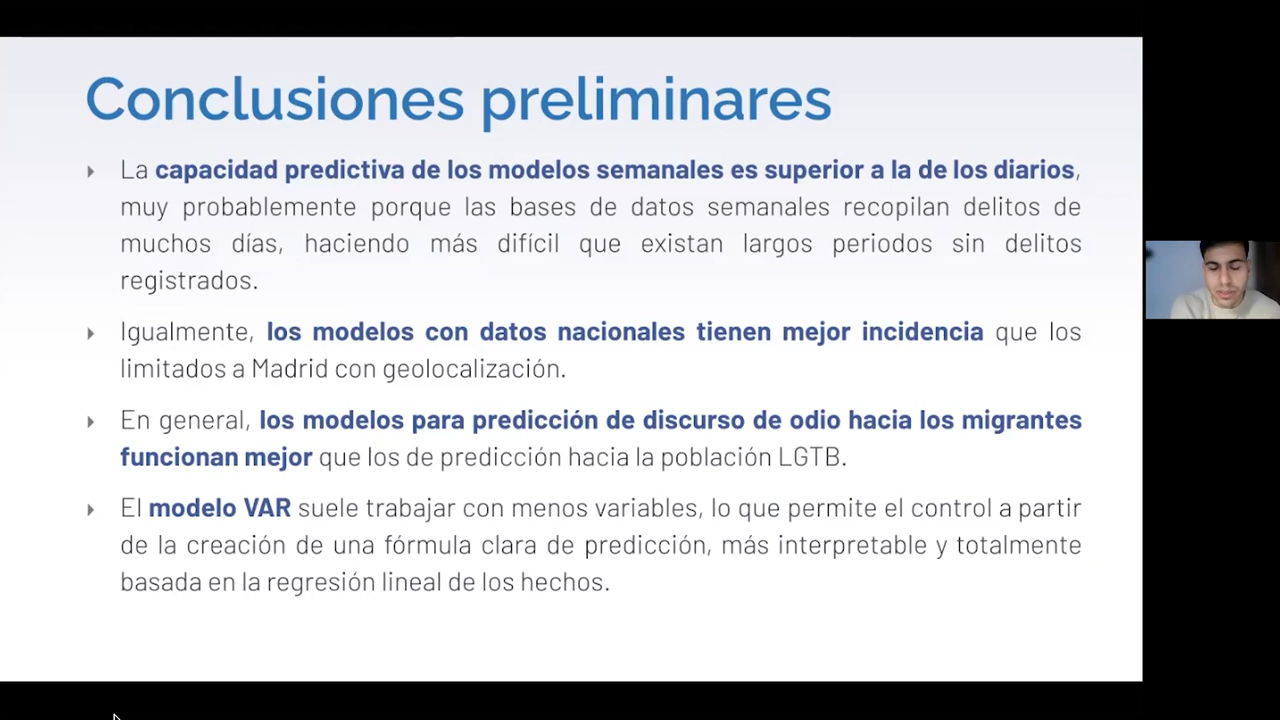 Conclusiones preliminares
La capacidad predictiva de los modelos semanales es superior a la de los diarios,
muy probablemente porque las bases de datos semanales recopilan delitos de
muchos días, haciendo más difícil que existan largos periodos sin delitos
registrados.
Igualmente, los modelos con datos nacionales tienen mejor incidencia que los
limitados a Madrid con geolocalización.
En general, los modelos para predicción de discurso de odio hacia los migrantes
funcionan mejor que los de predicción hacia la población LGTB.
El modelo VAR suele trabajar con menos variables, lo que permite el control a partir
de la creación de una fórmula clara de predicción, más interpretable y totalmente
basada en la regresión lineal de los hechos.